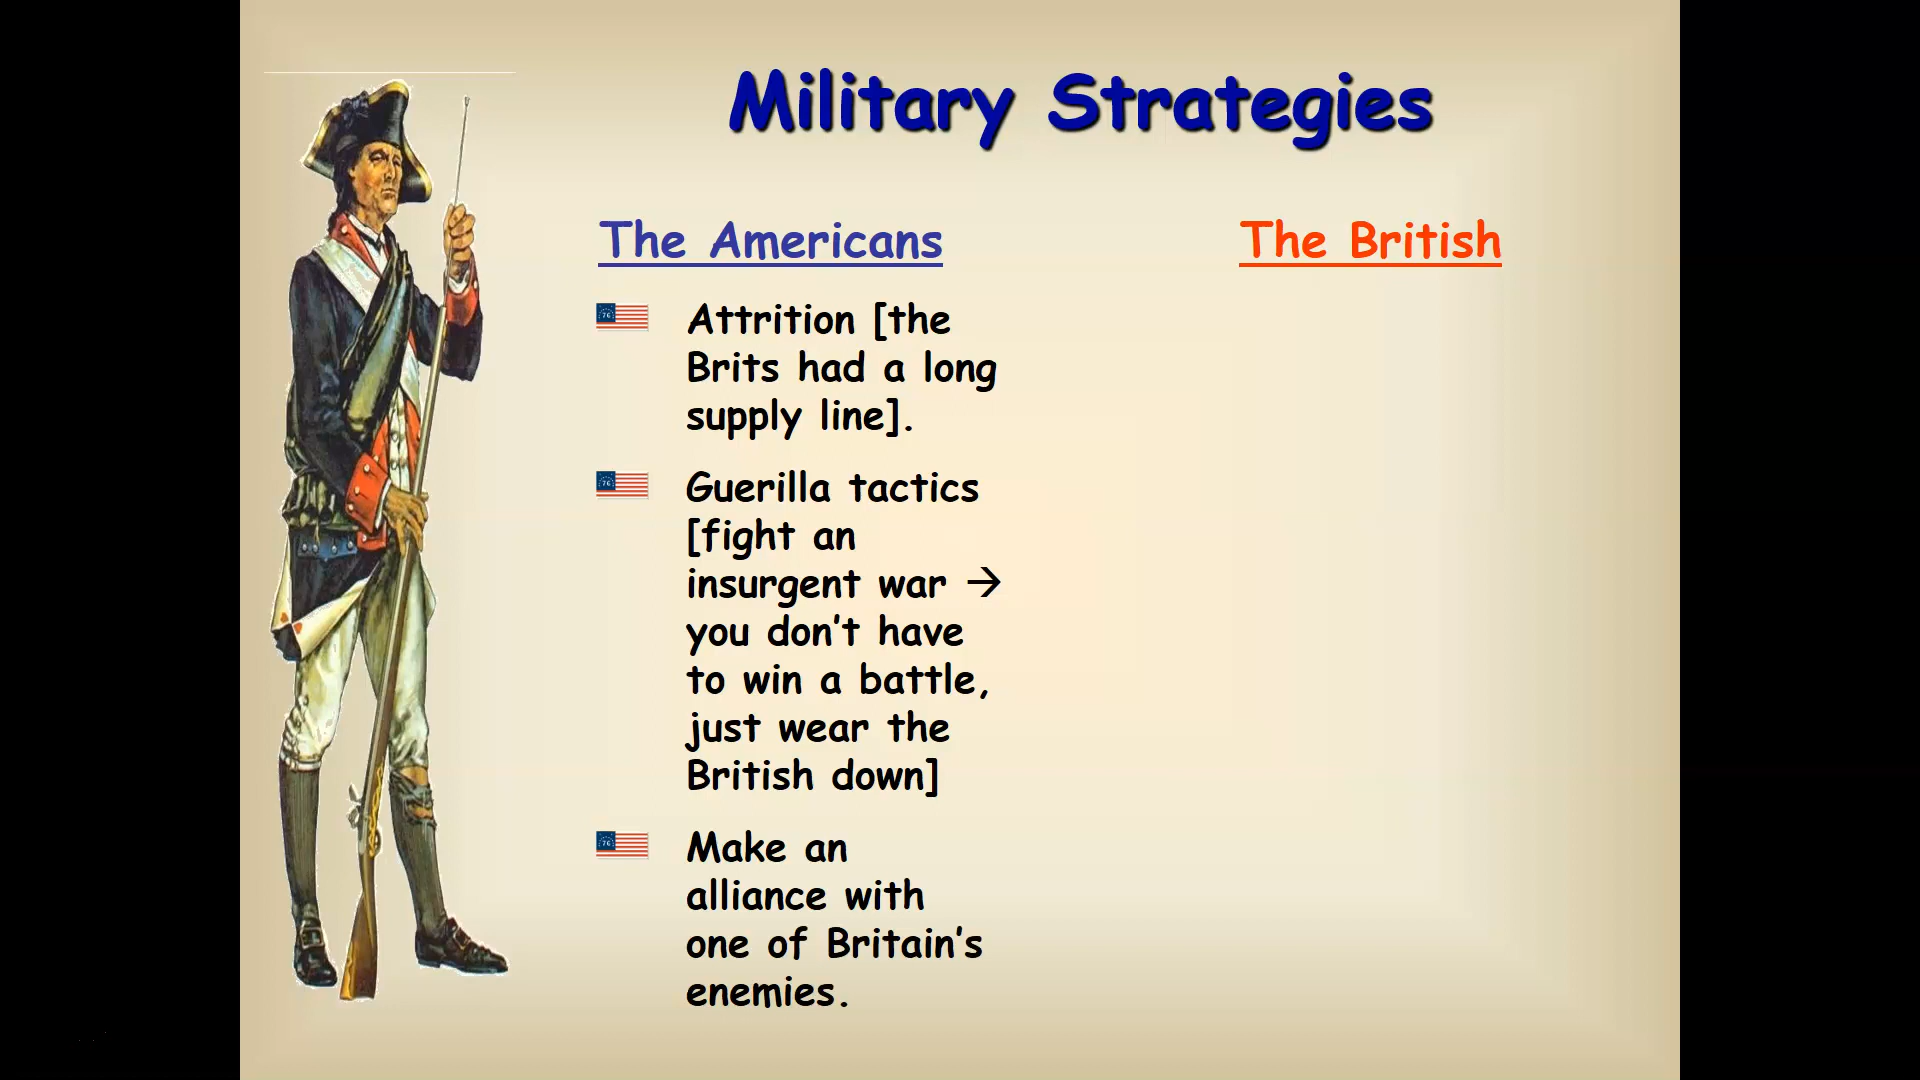 Military Strategies
The Americans
The British
Attrition [the
Brits had a long
supply line].
Guerilla tactics
[fight an
insurgent war →
you don’t have
to win a battle,
just wear the
British down]
Make an
alliance with
one of Britain’s
enemies.